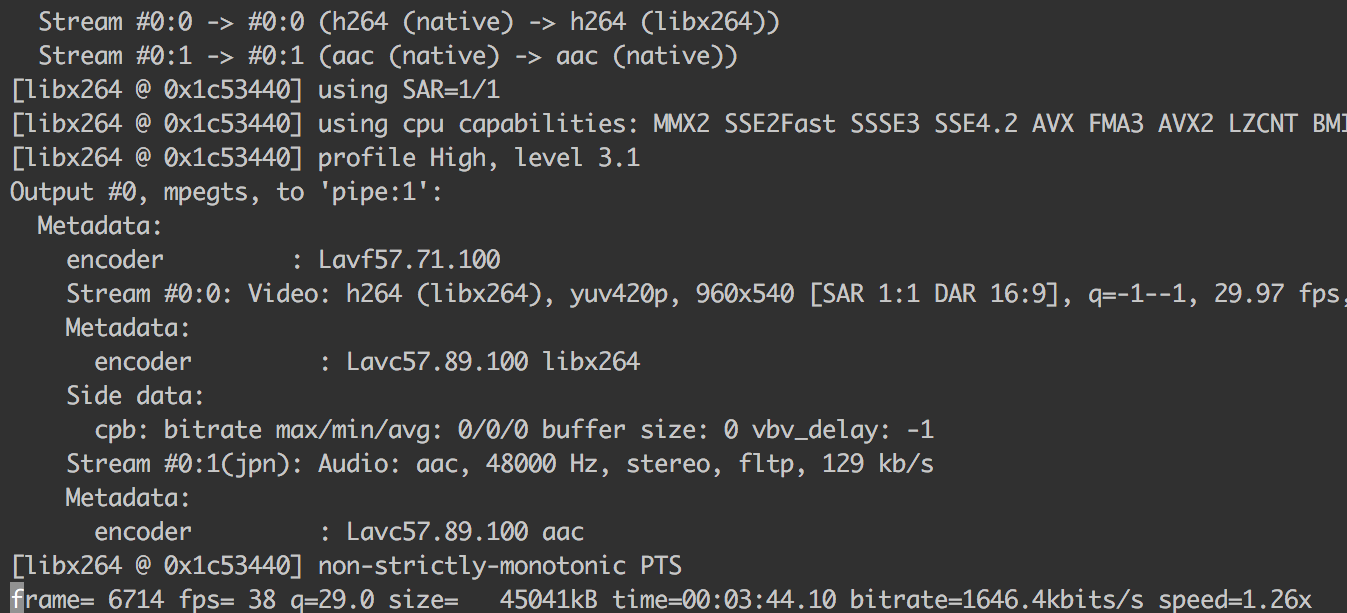 Stream #0:0 -> #0:0 (h264 (native) -> h264 (libx264))
Stream #0:1 -> #0:1 (aac (native) -> aac (native))
[libx264 @ 0x1c53440] using SAR=1/1
[libx264 @ 0x1c53440] using cpu capabilities: MMX2 SSE2Fast SSSE3 SSE4.2 AVX FMA3 AVX2 LZCNT BMI
[libx264 @ 0x1c53440] profile High, level 3.1
Output #0, mpegts, to 'pipe:1':
Metadata:
encoder : Lavf57.71.100
Stream #0:0: Video: h264 (libx264), yuv420p, 960x540 [SAR 1:1 DAR 16:9], q=-1--1, 29.97 fps,
Metadata:
encoder : Lavc57.89.100 libx264
Side data:
cpb: bitrate max/min/avg: 0/0/0 buffer size: 0 vbv_delay: -1
Stream #0:1(jpn): Audio: aac, 48000 Hz, stereo, fltp, 129 kb/s
Metadata:
encoder : Lavc57.89.100 aac
[libx264 @ 0x1c53440] non-strictly-monotonic PTS
frame= 6714 fps= 38 q=29.0 size= 45041kB time=00:03:44.10 bitrate=1646.4kbits/s speed=1.26x